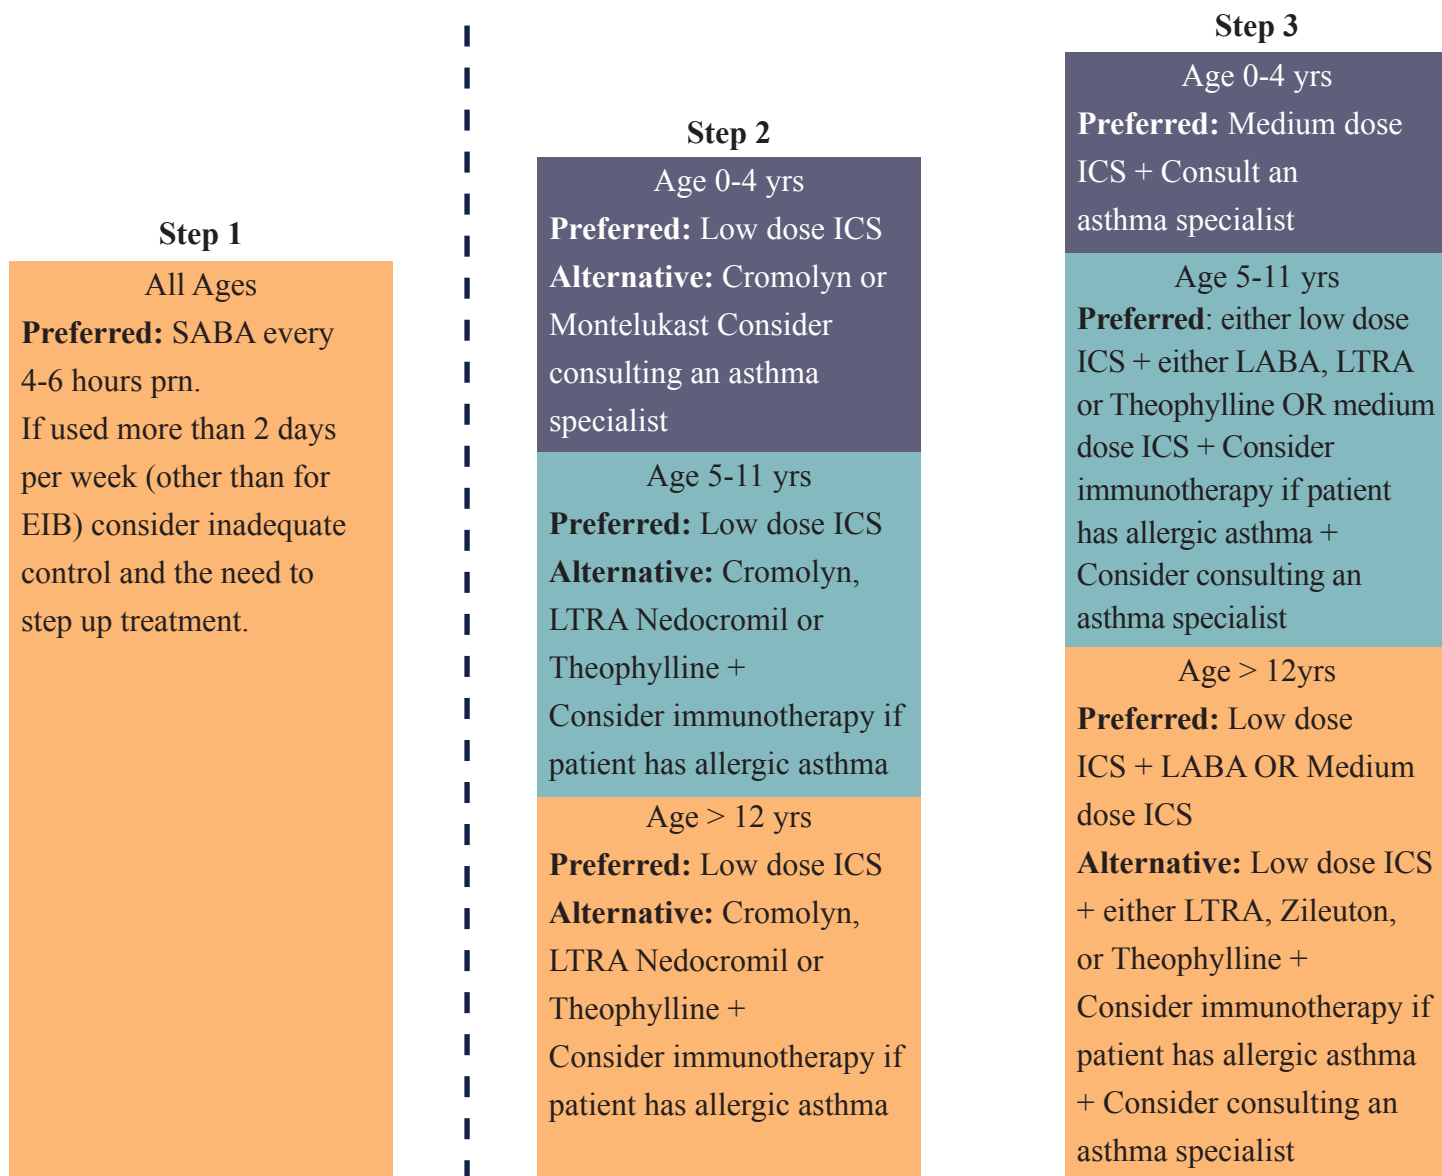 Step 1
All Ages
Preferred: SABA every
4-6 hours prn.
If used more than 2 days
per week (other than for
EIB) consider inadequate
control and the need to
step up treatment.
Step 2
Age 0-4 yrs
Preferred: Low dose ICS
Alternative: Cromolyn or
Montelukast Consider
consulting an asthma
specialist
Age 5-11 yrs
Preferred: Low dose ICS
Alternative: Cromolyn,
LTRA Nedocromil or
Theophylline +
Consider immunotherapy if
patient has allergic asthma
Age > 12 yrs
Preferred: Low dose ICS
Alternative: Cromolyn,
LTRA Nedocromil or
Theophylline +
Consider immunotherapy if
patient has allergic asthma
Step 3
Age 0-4 yrs
Preferred: Medium dose
ICS + Consult an
asthma specialist
Age 5-11 yrs
Preferred: either low dose
ICS + either LABA, LTRA
or Theophylline OR medium
dose ICS + Consider
immunotherapy if patient
has allergic asthma +
Consider consulting an
asthma specialist
Age > 12yrs
Preferred: Low dose
ICS + LABA OR Medium
dose ICS
Alternative: Low dose ICS
+ either LTRA, Zileuton,
or Theophylline +
Consider immunotherapy if
patient has allergic asthma
+ Consider consulting an
asthma specialist